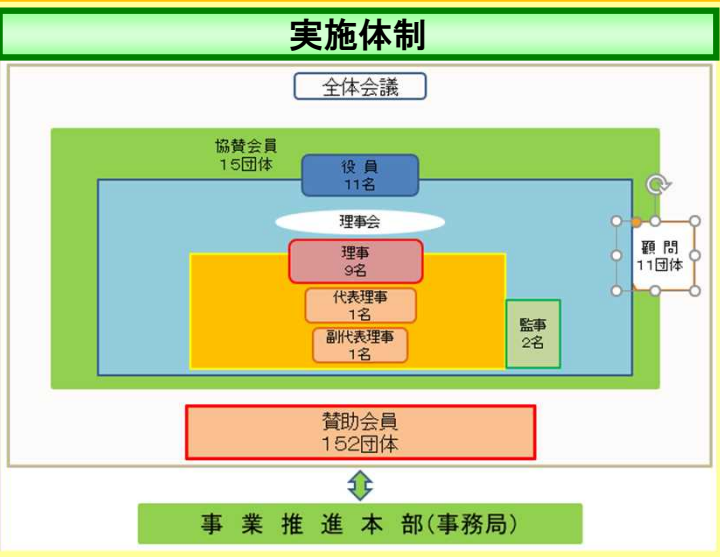 実施体制
全体会議
協賛会員
15団体
役 員
11名
理事会
理事
9名
顧 問
11団体
代表理事
1名
監事
2名
副代表理事
1名
賛助会員
152団体
事 業 推 進 本 部(事務局)